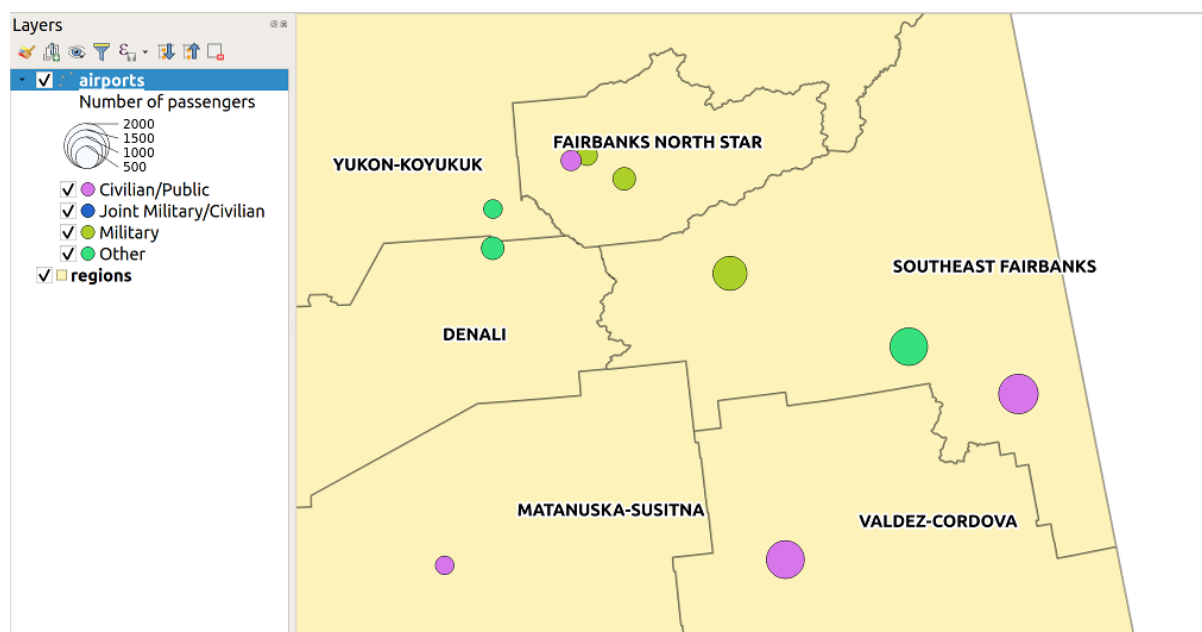 Layers
airports
Number of passengers
2000
1500
1000
500
Civilian/Public
Joint Military/Civilian
Military
Other
regions
FAIRBANKS NORTH STAR
YUKON-KOYUKUK
SOUTHEAST FAIRBANKS
DENALI
MATANUSKA-SUSITNA
VALDEZ-CORDOVA